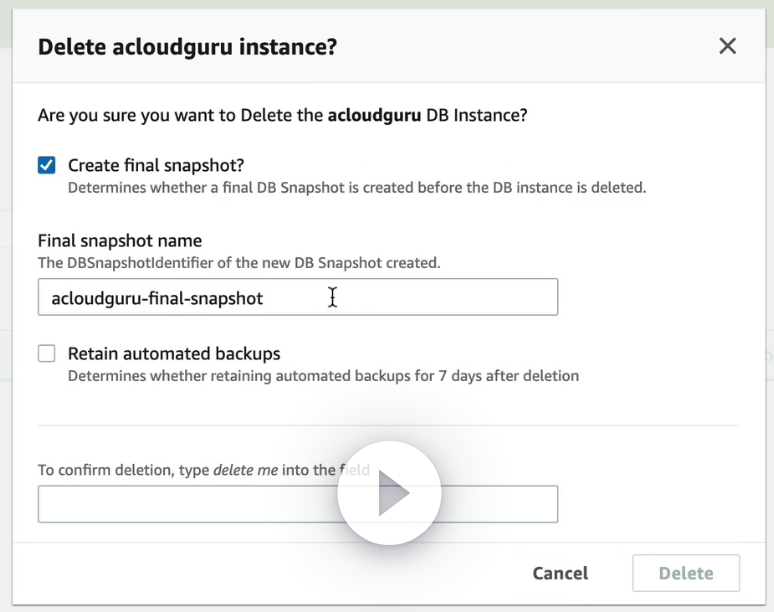 Delete acloudguru instance?
Are you sure you want to Delete the acloudguru DB Instance?
Create final snapshot?
Determines whether a final DB Snapshot is created before the DB instance is deleted.
Final snapshot name
The DBSnapshotIdentifier of the new DB Snapshot created.
acloudguru-final-snapshot
Retain automated backups
Determines whether retaining automated backups for 7 days after deletion
To confirm deletion, type delete me into the field
Cancel
Delete